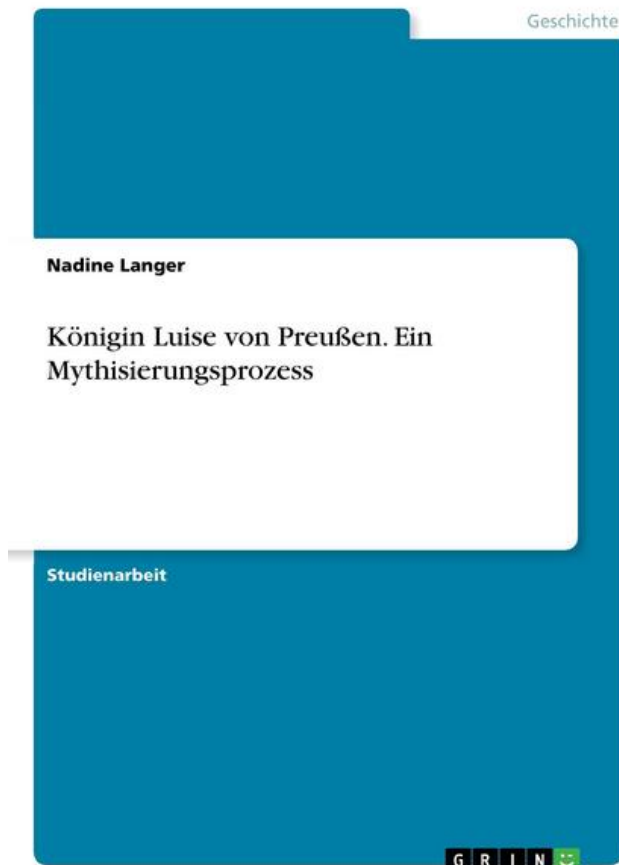 Geschichte
Nadine Langer
Königin Luise von Preußen. Ein
Mythisierungsprozess
Studienarbeit
GRIN